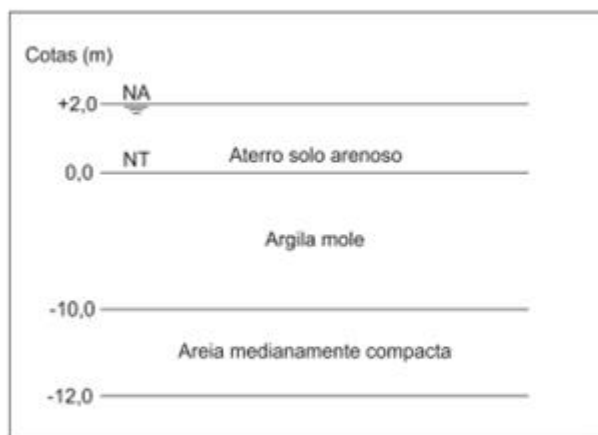 Cotas (m)
+2,0 NA
Aterro solo arenoso
0,0 NT
Argila mole
-10,0
Areia medianamente compacta
-12,0